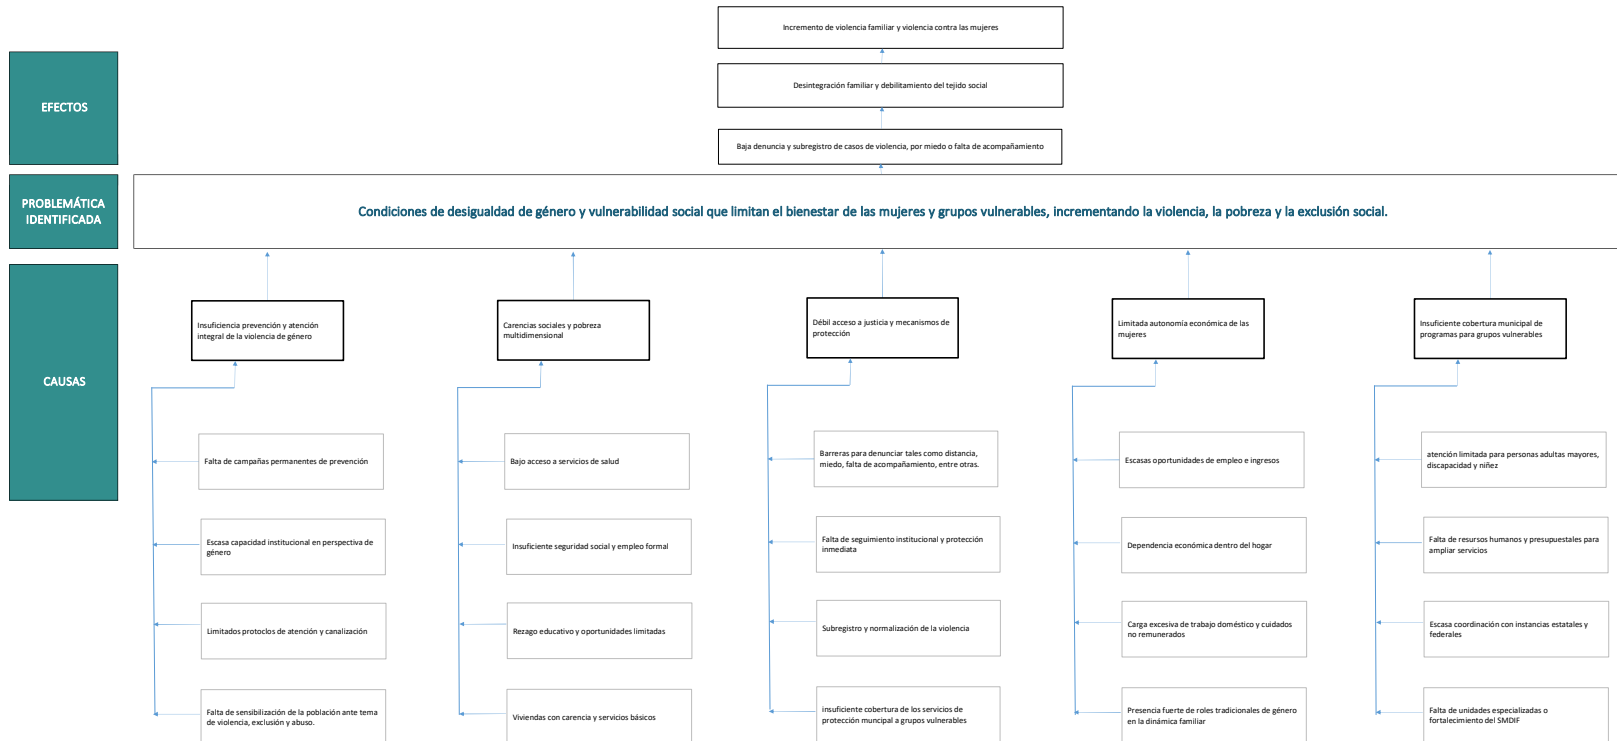 Incremento de violencia familiar y violencia contra las mujeres
EFECTOS
Desintegración familiar y debilitamiento del tejido social
Baja denuncia y subregistro de casos de violencia, por miedo o falta de acompañamiento
PROBLEMÁTICA
IDENTIFICADA
Condiciones de desigualdad de género y vulnerabilidad social que limitan el bienestar de las mujeres y grupos vulnerables, incrementando la violencia, la pobreza y la exclusión social.
CAUSAS
Insuficiencia prevención y atención
integral de la violencia de género
Carencias sociales y pobreza
multidimensional
Débil acceso a justicia y mecanismos de
protección
Limitada autonomía económica de las
mujeres
Insuficiente cobertura municipal de
programas para grupos vulnerables
Falta de campañas permanentes de prevención
Bajo acceso a servicios de salud
Barreras para denunciar tales como distancia,
miedo, falta de acompañamiento, entre otras.
Escasas oportunidades de empleo e ingresos
atención limitada para personas adultas mayores,
discapacidad y niñez
Escasa capacidad institucional en perspectiva de
género
Insuficiente seguridad social y empleo formal
Falta de seguimiento institucional y protección
inmediata
Dependencia económica dentro del hogar
Falta de resursos humanos y presupuestales para
ampliar servicios
Limitados protoclos de atención y canalización
Rezago educativo y oportunidades limitadas
Subregistro y normalización de la violencia
Carga excesiva de trabajo doméstico y cuidados
no remunerados
Escasa coordinación con instancias estatales y
federales
Falta de sensibilización de la población ante tema
de violencia, exclusión y abuso.
Viviendas con carencia y servicios básicos
insuficiente cobertura de los servicios de
protección muncipal a grupos vulnerables
Presencia fuerte de roles tradicionales de género
en la dinámica familiar
Falta de unidades especializadas o
fortalecimiento del SMDIF